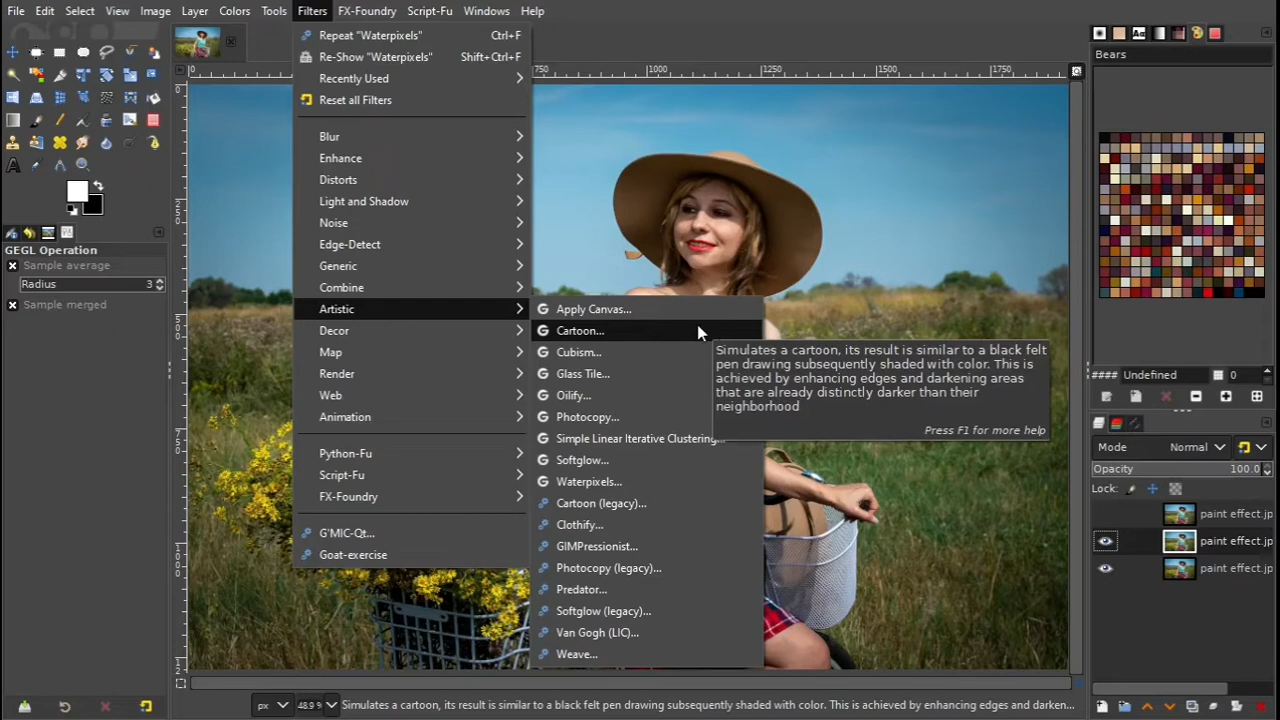 File Edit Select View Image Layer Colors Tools Filters FX-Foundry Script-Fu Windows Help
Repeat "Waterpixels" Ctrl+F
Re-Show "Waterpixels" Shift+Ctrl+F
Recently Used
Reset all Filters
Blur
Enhance
Distorts
Light and Shadow
Noise
Edge-Detect
Generic
Combine
Artistic
Decor
Map
Render
Web
Animation
Python-Fu
Script-Fu
FX-Foundry
G'MIC-Qt...
Goat-exercise
Apply Canvas...
Cartoon...
Cubism...
Glass Tile...
Oilify...
Photocopy...
Simple Linear Iterative Clustering...
Softglow...
Waterpixels...
Cartoon (legacy)...
Clothify...
GIMPressionist...
Photocopy (legacy)...
Predator...
Softglow (legacy)...
Van Gogh (LIC)...
Weave...
Simulates a cartoon, its result is similar to a black felt
pen drawing subsequently shaded with color. This is
achieved by enhancing edges and darkening areas
that are already distinctly darker than their
neighborhood
Press F1 for more help
GEGL Operation
Sample average
Radius 3
Sample merged
0 750 1000 1250 1500 1750
Bears
#### Undefined 0
Mode Normal
Opacity 100.0
Lock:
paint effect.jp
paint effect.jp
paint effect.jp
px 48.9 % Simulates a cartoon, its result is similar to a black felt pen drawing subsequently shaded with color. This is achieved by enhancing edges and darken...